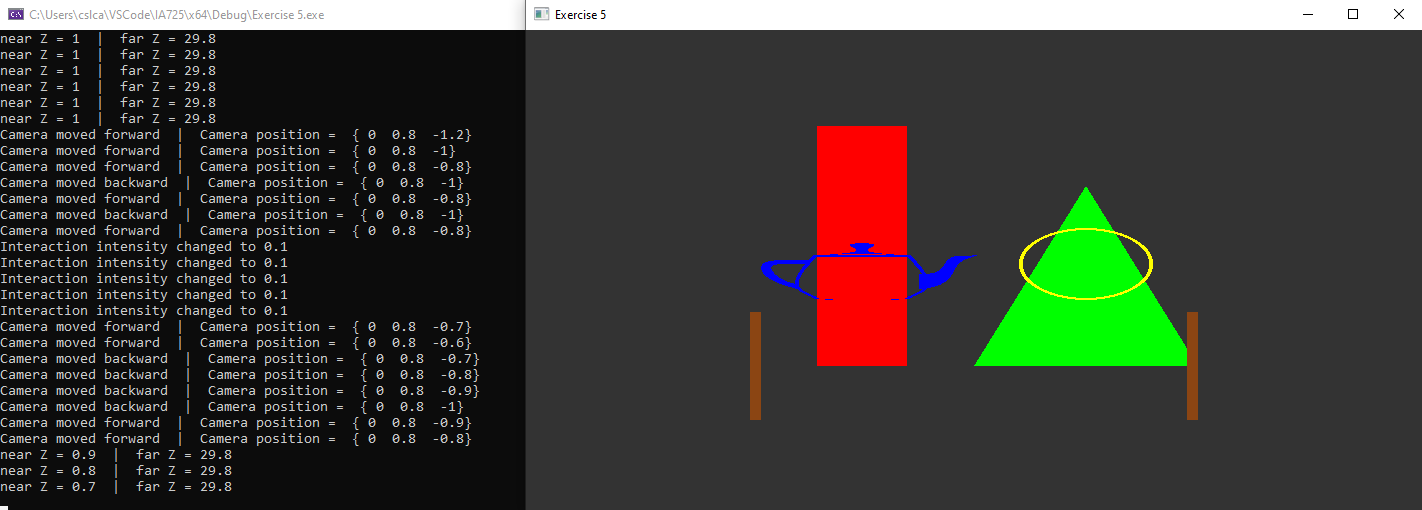 C:\Users\cslca\VSCode\IA725\x64\Debug\Exercise 5.exe
Exercise 5
near Z = 1  |  far Z = 29.8
near Z = 1  |  far Z = 29.8
near Z = 1  |  far Z = 29.8
near Z = 1  |  far Z = 29.8
near Z = 1  |  far Z = 29.8
near Z = 1  |  far Z = 29.8
Camera moved forward  |  Camera position =  { 0  0.8  -1.2}
Camera moved forward  |  Camera position =  { 0  0.8  -1}
Camera moved forward  |  Camera position =  { 0  0.8  -0.8}
Camera moved backward  |  Camera position =  { 0  0.8  -1}
Camera moved forward  |  Camera position =  { 0  0.8  -0.8}
Camera moved backward  |  Camera position =  { 0  0.8  -1}
Camera moved forward  |  Camera position =  { 0  0.8  -0.8}
Interaction intensity changed to 0.1
Interaction intensity changed to 0.1
Interaction intensity changed to 0.1
Interaction intensity changed to 0.1
Interaction intensity changed to 0.1
Camera moved forward  |  Camera position =  { 0  0.8  -0.7}
Camera moved forward  |  Camera position =  { 0  0.8  -0.6}
Camera moved backward  |  Camera position =  { 0  0.8  -0.7}
Camera moved backward  |  Camera position =  { 0  0.8  -0.8}
Camera moved backward  |  Camera position =  { 0  0.8  -0.9}
Camera moved backward  |  Camera position =  { 0  0.8  -1}
Camera moved forward  |  Camera position =  { 0  0.8  -0.9}
Camera moved forward  |  Camera position =  { 0  0.8  -0.8}
near Z = 0.9  |  far Z = 29.8
near Z = 0.8  |  far Z = 29.8
near Z = 0.7  |  far Z = 29.8